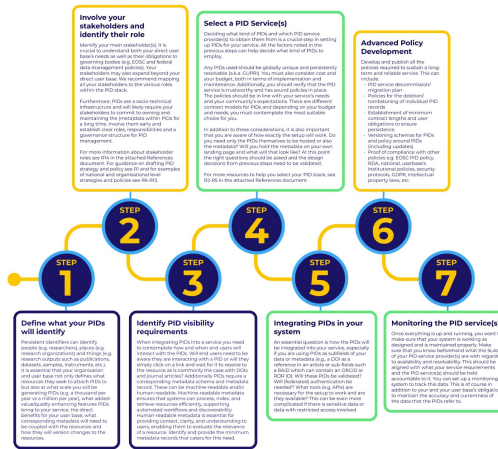 Involve your
stakeholders and
identify their role
Identify your main stakeholder(s). It is
crucial to understand both your direct user
base's needs as well as their obligations to
governing bodies (e.g. EOSC and federal
data management policies). Your
stakeholders may also expand beyond your
direct user base. We recommend mapping
all your stakeholders to the various roles
within the PID stack.
Furthermore, PIDs are a socio-technical
infrastructure and will likely require your
stakeholders to commit to owning and
maintaining the (meta)data within PIDs for
a long time. Involve them early and
establish clear roles, responsibilities and a
governance structure for PID
management.
For more information about stakeholder
roles see R14 in the attached References
document. For guidance on drafting PID
strategy and policy see R1 and for examples
of national and organisational level
strategies and policies see R6-R13.
Select a PID Service(s)
Deciding what kind of PIDs and which PID service
provider(s) to obtain them from is a crucial step in setting
up PIDs for your service. All the factors noted in the
previous steps can help decide what kind of PIDs to
employ.
Any PIDs used should be globally unique and persistent
resolvable (a.k.a. GUPRI). You must also consider cost and
your budget, both in terms of implementation and
maintenance. Additionally, you should verify that the PID
service is trustworthy and has sound policies in place.
The policies should be in line with your service's needs,
and your community's expectations. There are different
contract models for PIDs and depending on your budget
and needs, you must contemplate the most suitable
choice for you.
In addition to these considerations, it is also important
that you are aware of how exactly the setup will work. Do
you need only the PIDs themselves to be hosted or also
the metadata? Will you hold the metadata on your own
landing page and what will that look like? At this point
the right questions should be asked and the design
decisions from previous steps need to be validated.
For more resources to help you select your PID stack, see
R2-R5 in the attached References document.
Advanced Policy
Development
Develop and publish all the
policies required to sustain a long-
term and reliable service. This can
include:
• PID service decommission/
migration plan
• Policies for the deletion/
tombstoning of individual PID
records
• Establishment of minimum
contract lengths and user
obligations to ensure
persistence
• Versioning schemas for PIDs
and policy around PIDs
(including updates)
• Proof of compliance with other
policies e.g. EOSC PID policy,
RDA, national, userbase's
institutional policies, security
protocols, GDPR, intellectual
property laws, etc.
STEP
2
STEP
4
STEP
6
STEP
1
STEP
3
STEP
5
STEP
7
Define what your PIDs
will identify
Persistent identifiers can identify
people (e.g. researchers), places (e.g.
research organizations) and things (e.g.
research outputs such as publications,
datasets, samples, instruments, etc.).
It is essential that your organisation
and user base not only determine what
resources they seek to attach PIDs to
but also at what scale you will be
generating PIDs (e.g. a thousand per
year vs a million per year), what added-
value/quality enhancing features PIDs
bring to your service, the direct
benefits for your user base, what
corresponding metadata will need to
be coupled with the resources and
how they will version changes to the
resources.
Identify PID visibility
requirements
When integrating PIDs into a service you need
to contemplate how and when end users will
interact with the PIDs. Will end users need to be
aware they are interacting with a PID or will they
simply click on a link and wait for it to resolve to
the resource as is commonly the case with DOIs
and journal articles? Additionally, PIDs require a
corresponding metadata schema and metadata
record. These can be machine-readable and/or
human-readable. Machine-readable metadata
ensures that systems can process, index, and
retrieve resources efficiently, supporting
automated workflows and discoverability.
Human-readable metadata is essential for
providing context, clarity, and understanding to
users, enabling them to evaluate the relevance
of a resource. Identify and provide the minimum
metadata records that caters for this need.
Integrating PIDs in your
system
An essential question is how the PIDs will
be integrated into your service, especially
if you are using PIDs as subfields of your
data or metadata (e.g., a DOI as a
reference in an article or sub fields such
a RAID which can contain an ORCID or
ROR ID). Will these PIDs be validated?
Will (federated) authentication be
needed? What tools (e.g. APIs) are
necessary for the setup to work and are
they available? This can be even more
complicated if there is sensitive data or
data with restricted access involved.
Monitoring the PID service(s)
Once everything is up and running, you want t
make sure that your system is working as
designed and is maintained properly. Make
sure that you know beforehand what the SLAs
of your PID service provider(s) are with regard
to availability and resolvability. This should be
aligned with what your service requirements
and the PID service(s) should be held
accountable to it. You can set up a monitoring
system to track this data. This is of course in
addition to your and your user base's obligation
to maintain the accuracy and currentness of
the data that the PIDs refer to.